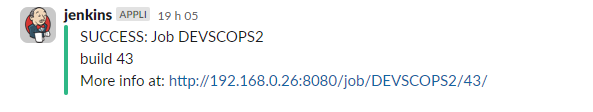 jenkins APPLI 19 h 05
SUCCESS: Job DEVSCOPS2
build 43
More info at: http://192.168.0.26:8080/job/DEVSCOPS2/43/